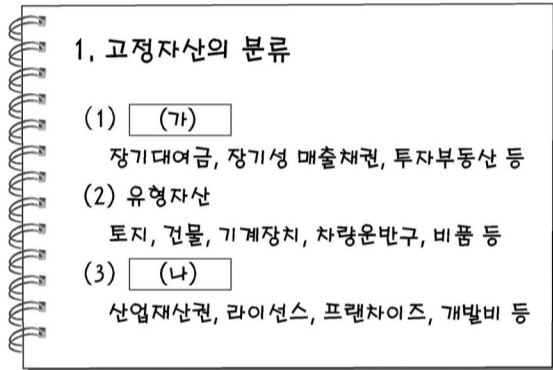 1. 고정자산의 분류
(1) (가)
장기대여금, 장기성 매출채권, 투자부동산 등
(2) 유형자산
토지, 건물, 기계장치, 차량운반구, 비품 등
(3) (나)
산업재산권, 라이선스, 프랜차이즈, 개발비 등